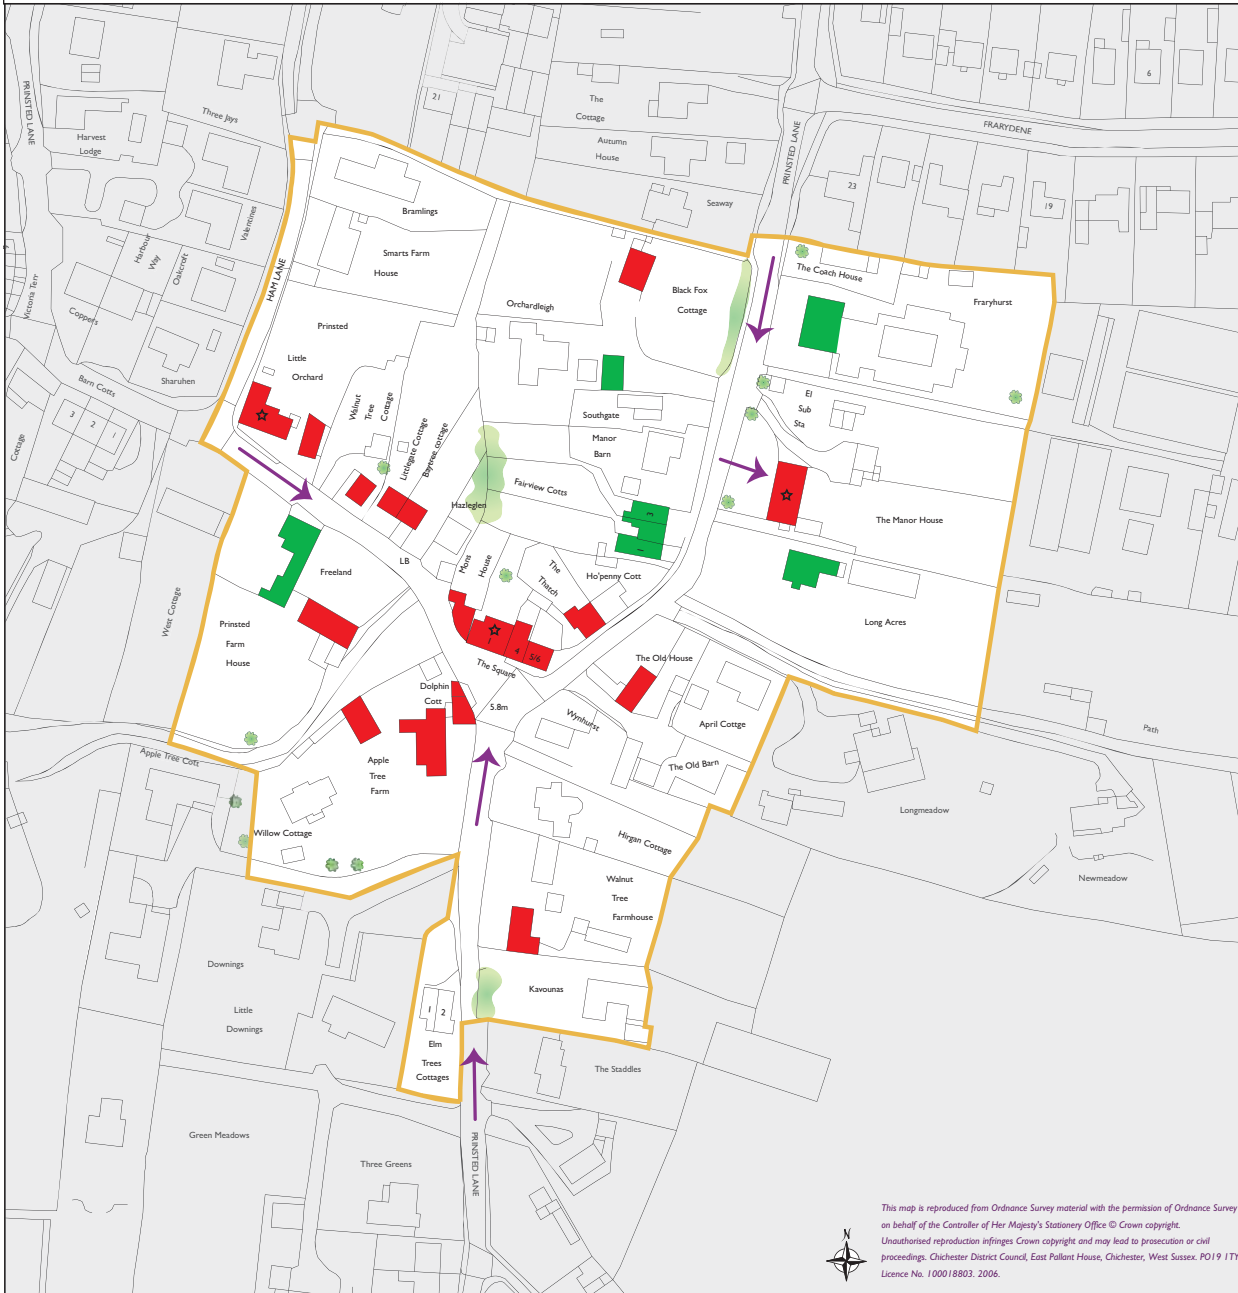 PRINSTED LANE
Harvest
Lodge
Three Jays
21
The
Cottage
Autumn
House
Seaway
PRINSTED LANE
FRARYDENE
6
23
19
Valentines
Harbour
Way
Oakcroft
Victoria Terr
Coppers
Sharuhen
Barn Cotts
3
2
1
Cottage
HAM LANE
Bramlings
Smarts Farm
House
Prinsted
Little
Orchard
Walnut
Tree
Cottage
Littlegate Cottage
Baytree cottage
Hazleglen
Orchardleigh
Black Fox
Cottage
The Coach House
Fraryhurst
El
Sub
Sta
Southgate
Manor
Barn
Fairview Cotts
3
1
The Manor House
Long Acres
LB
Mons
House
The
Thatch
Ho'penny Cott
1
4
5/6
The Square
Freeland
West Cottage
Prinsted
Farm
House
Dolphin
Cott
5.8m
The Old House
Wynhurst
April Cottge
The Old Barn
Apple Tree Cott
Apple
Tree
Farm
Willow Cottage
Hirgan Cottage
Walnut
Tree
Farmhouse
Path
Longmeadow
Newmeadow
Downings
Little
Downings
Kavounas
1
2
Elm
Trees
Cottages
The Staddles
Green Meadows
Three Greens
PRINSTED LANE
N
This map is reproduced from Ordnance Survey material with the permission of Ordnance Survey
on behalf of the Controller of Her Majesty's Stationery Office © Crown copyright.
Unauthorised reproduction infringes Crown copyright and may lead to prosecution or civil
proceedings. Chichester District Council, East Pallant House, Chichester, West Sussex. PO19 1TY
Licence No. 100018803. 2006.